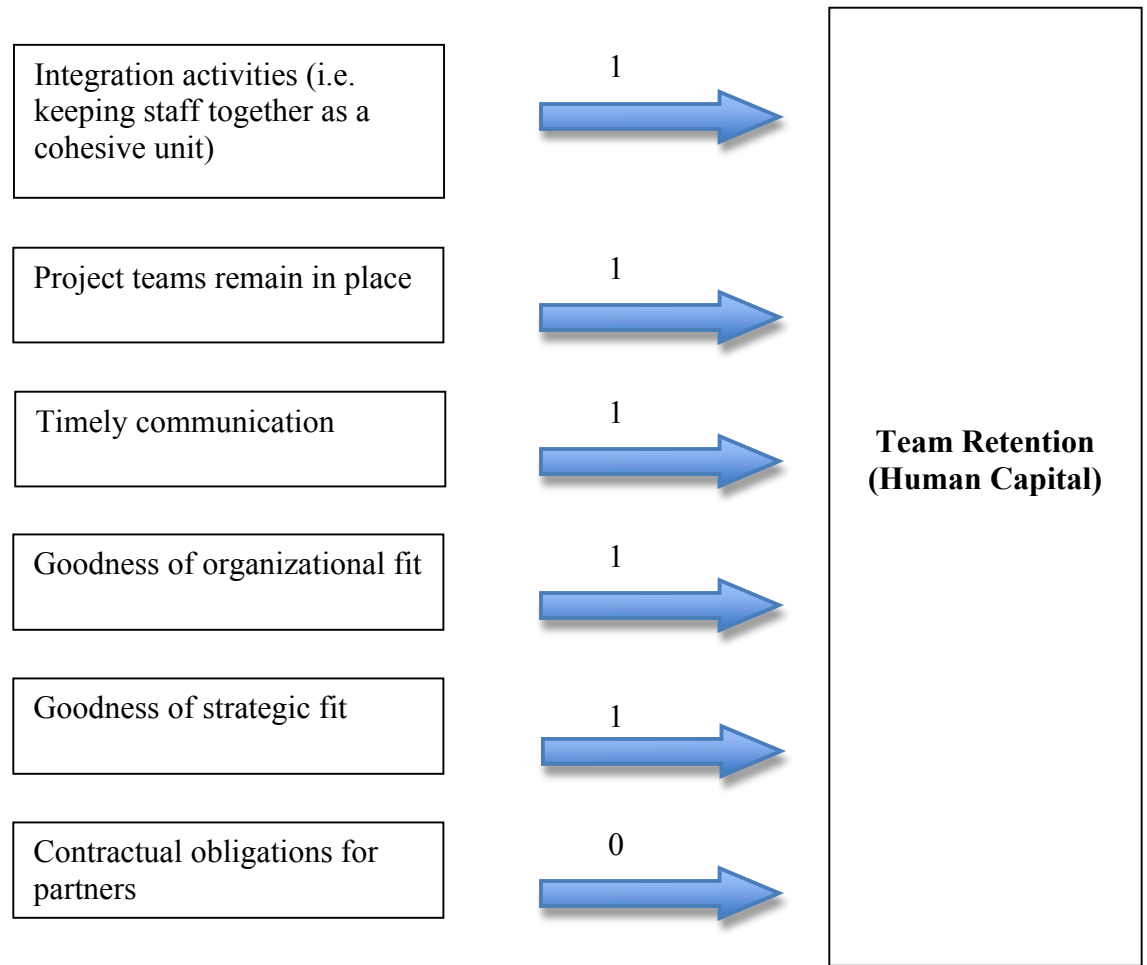 Integration activities (i.e.
keeping staff together as a
cohesive unit)
1
Project teams remain in place
1
Timely communication
1
Goodness of organizational fit
1
Goodness of strategic fit
1
Contractual obligations for
partners
0
Team Retention
(Human Capital)